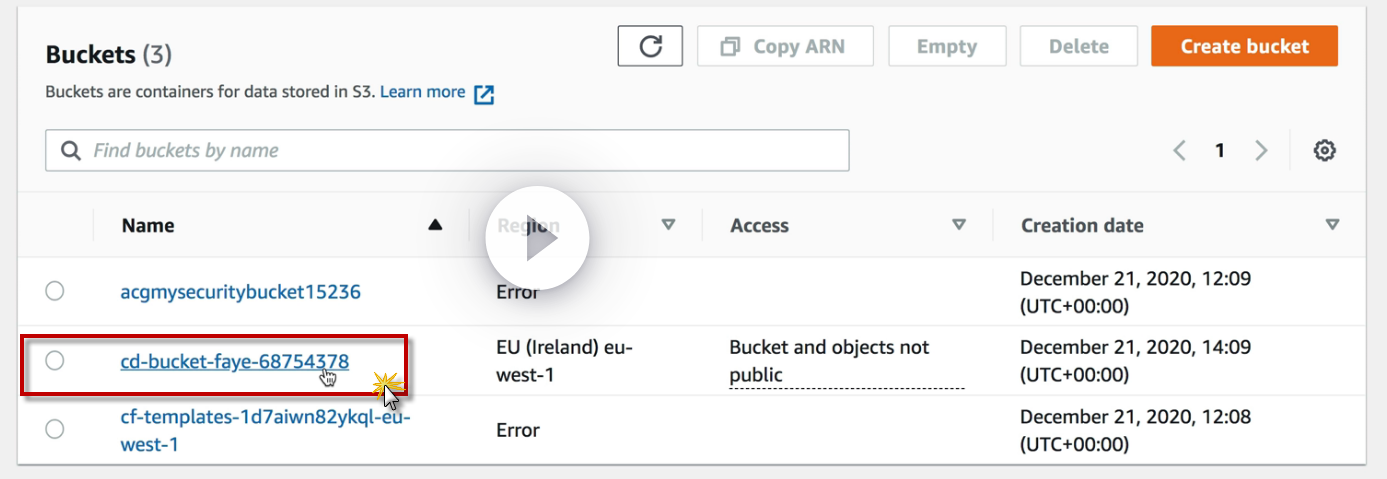 Buckets (3)
Copy ARN
Empty
Delete
Create bucket
Buckets are containers for data stored in S3. Learn more
Find buckets by name
1
Name
Region
Access
Creation date
acgmysecuritybucket15236
Error
December 21, 2020, 12:09
(UTC+00:00)
cd-bucket-faye-68754378
EU (Ireland) eu-
west-1
Bucket and objects not
public
December 21, 2020, 14:09
(UTC+00:00)
cf-templates-1d7aiwn82ykql-eu-
west-1
Error
December 21, 2020, 12:08
(UTC+00:00)